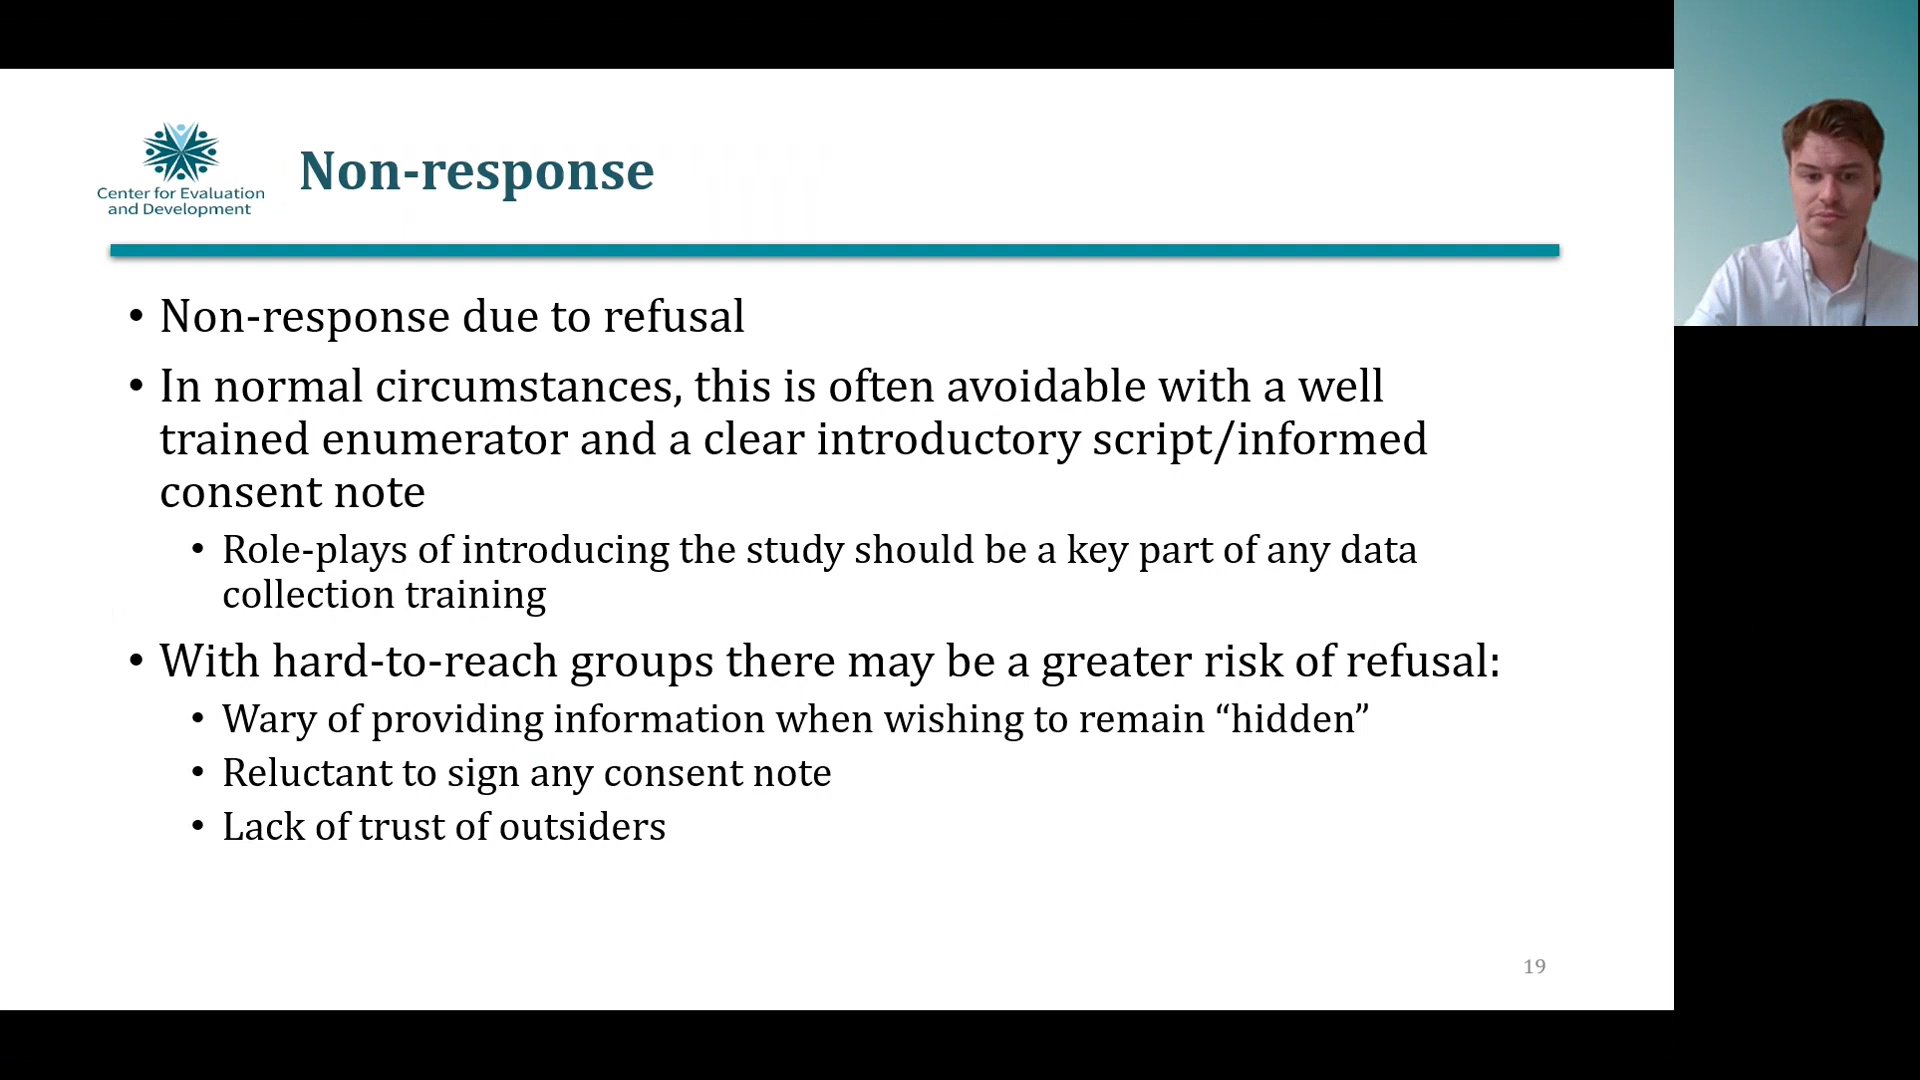 Center for Evaluation
and Development
Non-response
• Non-response due to refusal
• In normal circumstances, this is often avoidable with a well
trained enumerator and a clear introductory script/informed
consent note
• Role-plays of introducing the study should be a key part of any data
collection training
• With hard-to-reach groups there may be a greater risk of refusal:
• Wary of providing information when wishing to remain “hidden”
• Reluctant to sign any consent note
• Lack of trust of outsiders
19